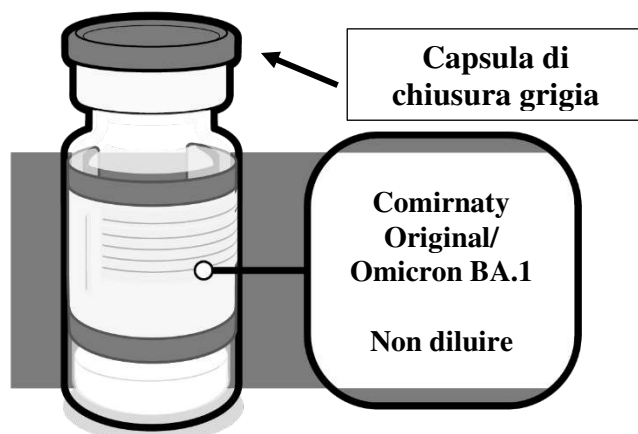 Capsula di
chiusura grigia
Comirnaty
Original/
Omicron BA.1
Non diluire